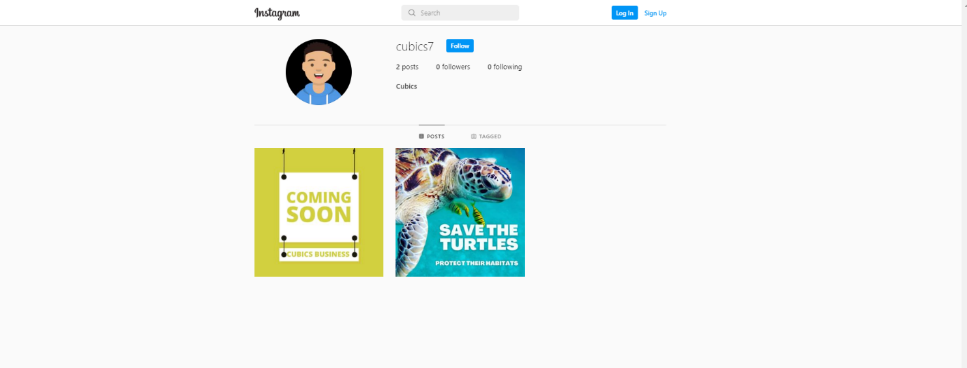 Instagram
Search
Log In Sign Up
cubics7 Follow
2 posts 0 followers 0 following
Cubics
POSTS TAGGED
COMING
SOON
CUBICS BUSINESS
SAVE THE
TURTLES
PROTECT THEIR HABITATS